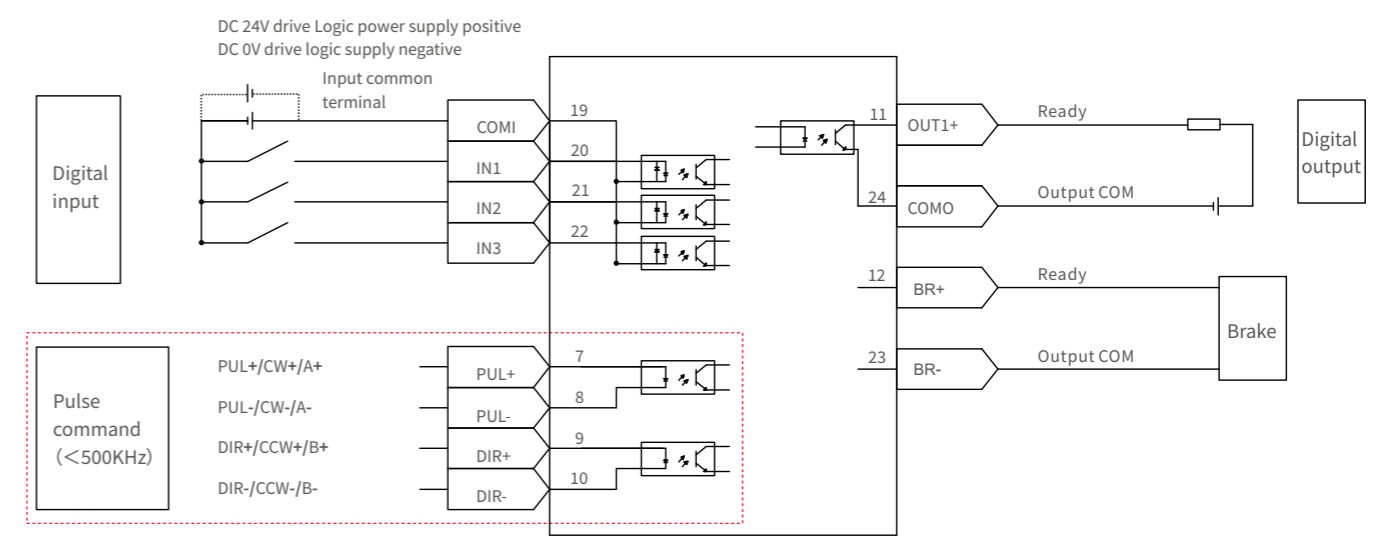 DC 24V drive Logic power supply positive
DC 0V drive logic supply negative
Input common
terminal
Digital
input
COMI
IN1
IN2
IN3
19
20
21
22
11
OUT1+
Ready
24
COMO
Output COM
Digital
output
12
BR+
Ready
23
BR-
Output COM
Brake
Pulse
command
(<500KHz)
PUL+/CW+/A+
PUL-/CW-/A-
DIR+/CCW+/B+
DIR-/CCW-/B-
PUL+
PUL-
DIR+
DIR-
7
8
9
10